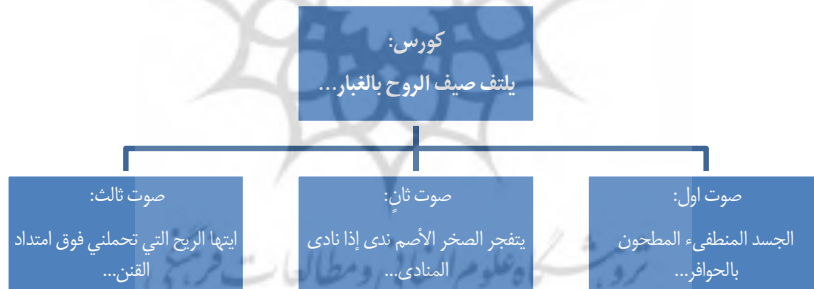 كورس:
يلتف صيف الروح بالغبار...
صوت اول:
الجسد المنطفيء المطحون
بالحوافر...
صوت ثانٍ:
يتفجر الصخر الأصم ندى إذا نادى
المنادى...
صوت ثالث:
ايتها الريح التي تحملني فوق امتداد
القنن...